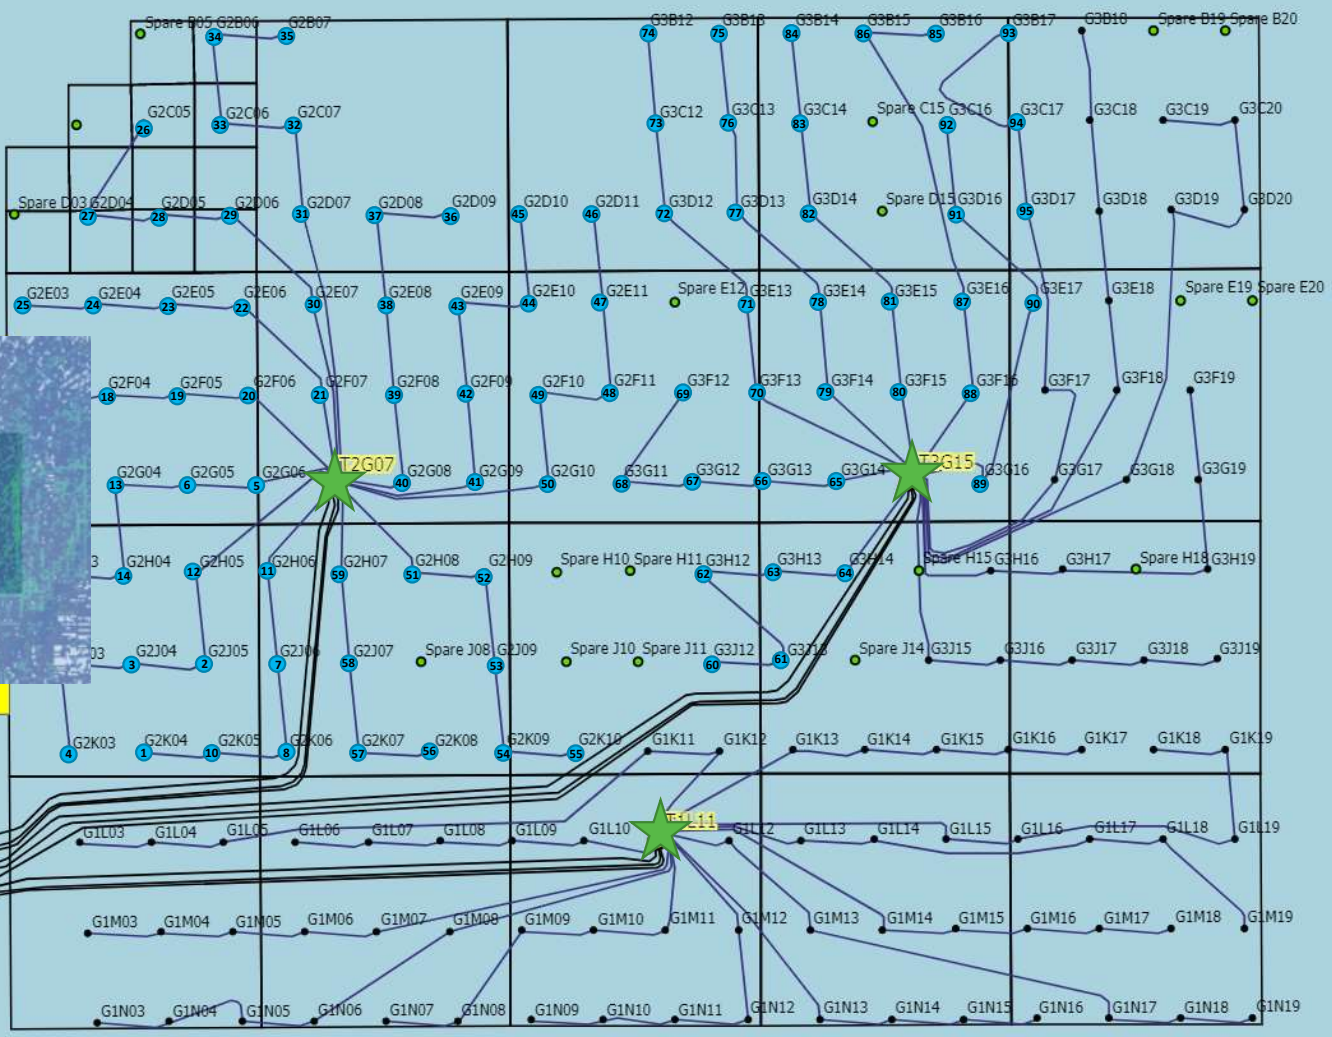 Spare B05 G2B06 G2B07 G3B12 G3B13 G3B14 G3B15 G3B16 G3B17 G3B18 Spare B19 Spare B20
34 35 74 75 84 86 85 93
G2C05 G2C06 G2C07 G3C12 G3C13 G3C14 Spare C15 G3C16 G3C17 G3C18 G3C19 G3C20
26 33 32 73 76 83 92 94
Spare D03 G2D04 G2D05 G2D06 G2D07 G2D08 G2D09 G2D10 G2D11 G3D12 G3D13 G3D14 Spare D15 G3D16 G3D17 G3D18 G3D19 G3D20
27 28 29 31 37 36 45 46 72 77 82 91 95
G2E03 G2E04 G2E05 G2E06 G2E07 G2E08 G2E09 G2E10 G2E11 Spare E12 G3E13 G3E14 G3E15 G3E16 G3E17 G3E18 Spare E19 Spare E20
25 24 23 22 30 38 43 44 47 71 78 81 87 90
G2F04 G2F05 G2F06 G2F07 G2F08 G2F09 G2F10 G2F11 G3F12 G3F13 G3F14 G3F15 G3F16 G3F17 G3F18 G3F19
18 19 20 21 39 42 49 48 69 70 79 80 88
G2G04 G2G05 G2G06 T2G07 G2G08 G2G09 G2G10 G3G11 G3G12 G3G13 G3G14 T3G15 G3G16 G3G17 G3G18 G3G19
13 6 5 40 41 50 68 67 66 65 89
3 G2H04 G2H05 G2H06 G2H07 G2H08 G2H09 Spare H10 Spare H11 G3H12 G3H13 G3H14 Spare H15 G3H16 G3H17 Spare H18 G3H19
14 12 11 59 51 52 62 63 64
03 G2J04 G2J05 G2J06 G2J07 Spare J08 G2J09 Spare J10 Spare J11 G3J12 G3J13 Spare J14 G3J15 G3J16 G3J17 G3J18 G3J19
3 2 7 58 53 60 61
G2K03 G2K04 G2K05 G2K06 G2K07 G2K08 G2K09 G2K10 G1K11 G1K12 G1K13 G1K14 G1K15 G1K16 G1K17 G1K18 G1K19
4 1 10 8 57 56 54 55
G1L03 G1L04 G1L05 G1L06 G1L07 G1L08 G1L09 G1L10 T1L11 G1L12 G1L13 G1L14 G1L15 G1L16 G1L17 G1L18 G1L19
G1M03 G1M04 G1M05 G1M06 G1M07 G1M08 G1M09 G1M10 G1M11 G1M12 G1M13 G1M14 G1M15 G1M16 G1M17 G1M18 G1M19
G1N03 G1N04 G1N05 G1N06 G1N07 G1N08 G1N09 G1N10 G1N11 G1N12 G1N13 G1N14 G1N15 G1N16 G1N17 G1N18 G1N19